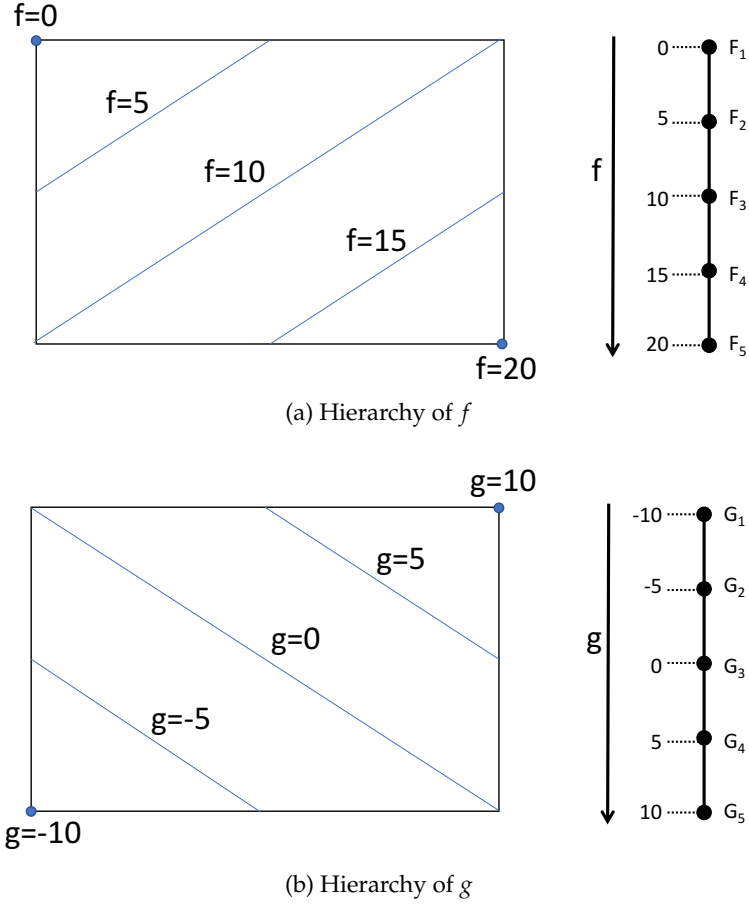 f=0
f=5
f=10
f=15
f=20
f
0 F1
5 F2
10 F3
15 F4
20 F5
(a) Hierarchy of f
g=10
g=5
g=0
g=-5
g=-10
g
-10 G1
-5 G2
0 G3
5 G4
10 G5
(b) Hierarchy of g